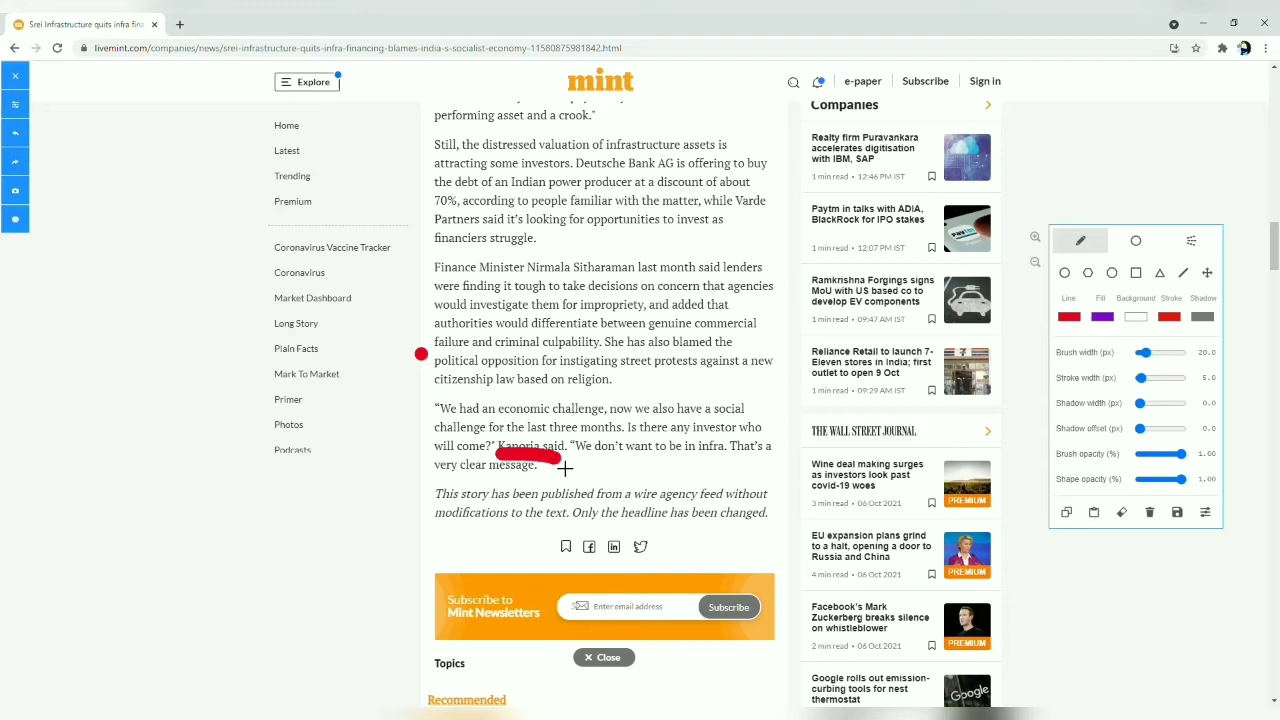 Srei Infrastructure quits infra fina
livemint.com/companies/news/srei-infrastructure-quits-infra-financing-blames-india-s-socialist-economy-11580875981842.html
Explore
mint
e-paper
Subscribe
Sign in
Home
Latest
Trending
Premium
Coronavirus Vaccine Tracker
Coronavirus
Market Dashboard
Long Story
Plain Facts
Mark To Market
Primer
Photos
Podcasts
performing asset and a crook."
Still, the distressed valuation of infrastructure assets is
attracting some investors. Deutsche Bank AG is offering to buy
the debt of an Indian power producer at a discount of about
70%, according to people familiar with the matter, while Varde
Partners said it’s looking for opportunities to invest as
financiers struggle.
Finance Minister Nirmala Sitharaman last month said lenders
were finding it tough to take decisions on concern that agencies
would investigate them for impropriety, and added that
authorities would differentiate between genuine commercial
failure and criminal culpability. She has also blamed the
political opposition for instigating street protests against a new
citizenship law based on religion.
“We had an economic challenge, now we also have a social
challenge for the last three months. Is there any investor who
will come?" Kanoria said. “We don’t want to be in infra. That’s a
very clear message."
This story has been published from a wire agency feed without
modifications to the text. Only the headline has been changed.
Subscribe to
Mint Newsletters
Enter email address
Subscribe
Close
Topics
Recommended
Companies
Realty firm Puravankara
accelerates digitisation
with IBM, SAP
1 min read • 12:46 PM IST
Paytm in talks with ADIA,
BlackRock for IPO stakes
1 min read • 12:07 PM IST
Paytm
Ramkrishna Forgings signs
MoU with US based co to
develop EV components
1 min read • 09:47 AM IST
Reliance Retail to launch 7-
Eleven stores in India; first
outlet to open 9 Oct
1 min read • 09:29 AM IST
THE WALL STREET JOURNAL
Wine deal making surges
as investors look past
covid-19 woes
3 min read • 06 Oct 2021
PREMIUM
EU expansion plans grind
to a halt, opening a door to
Russia and China
4 min read • 06 Oct 2021
PREMIUM
Facebook's Mark
Zuckerberg breaks silence
on whistleblower
2 min read • 06 Oct 2021
PREMIUM
Google rolls out emission-
curbing tools for nest
thermostat
Google
Line Fill Background Stroke Shadow
Brush width (px) 20.0
Stroke width (px) 5.0
Shadow width (px) 0.0
Shadow offset (px) 0.0
Brush opacity (%) 1.00
Shape opacity (%) 1.00